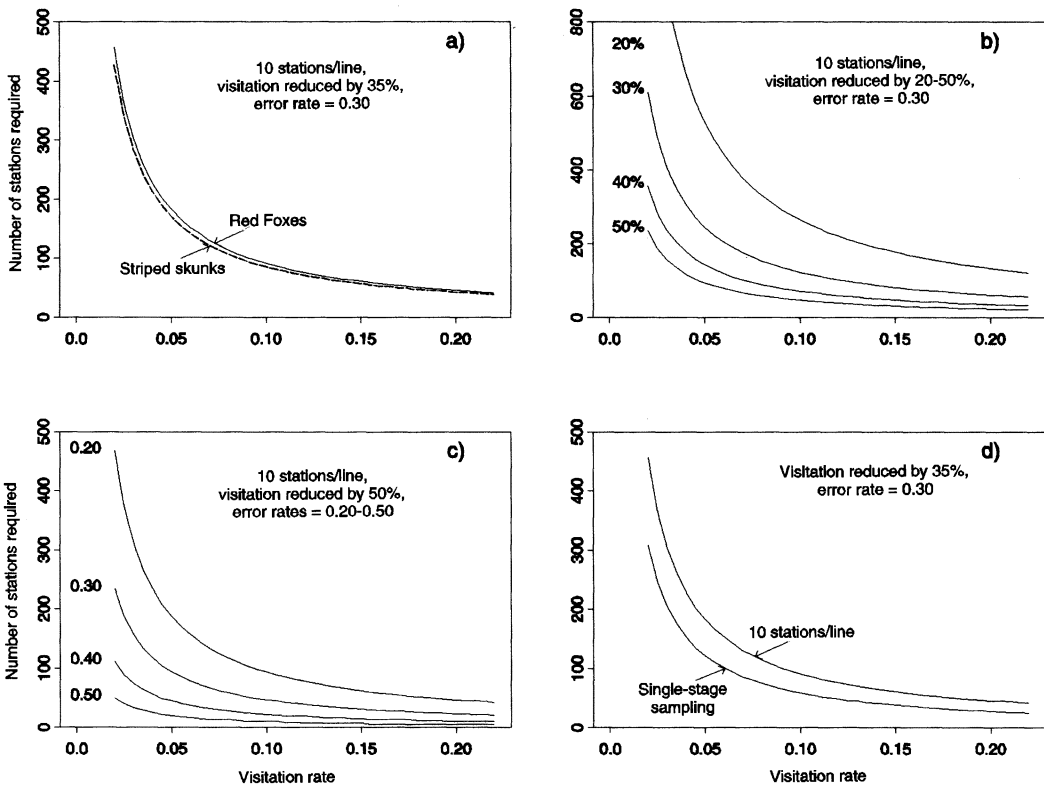 a)
10 stations/line,
visitation reduced by 35%,
error rate = 0.30
Number of stations required
500
400
300
200
100
0
Red Foxes
Striped skunks
0.0 0.05 0.10 0.15 0.20
b)
10 stations/line,
visitation reduced by 20-50%,
error rate = 0.30
800
600
400
200
0
20%
30%
40%
50%
0.0 0.05 0.10 0.15 0.20
c)
10 stations/line,
visitation reduced by 50%,
error rates = 0.20-0.50
Number of stations required
500
400
300
200
100
0
0.20
0.30
0.40
0.50
0.0 0.05 0.10 0.15 0.20
Visitation rate
d)
Visitation reduced by 35%,
error rate = 0.30
500
400
300
200
100
0
10 stations/line
Single-stage
sampling
0.0 0.05 0.10 0.15 0.20
Visitation rate